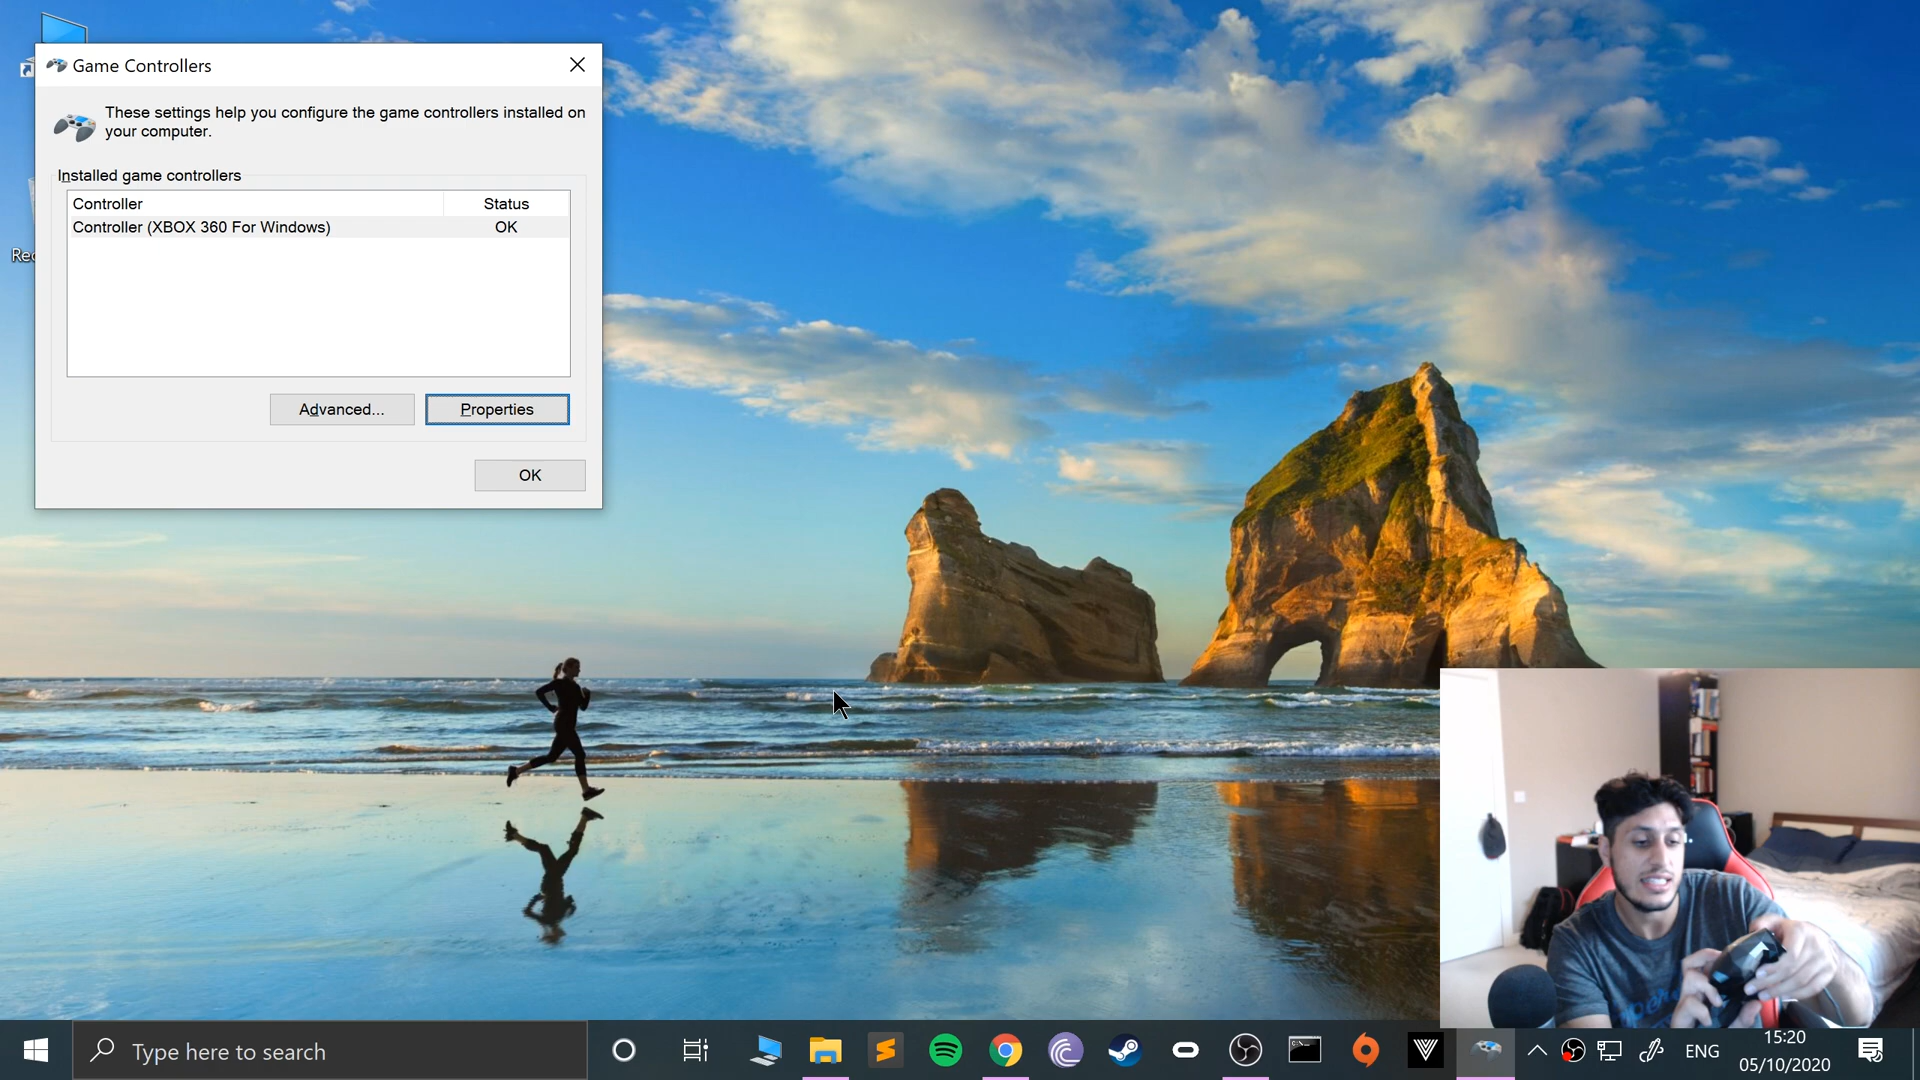 Game Controllers
These settings help you configure the game controllers installed on
your computer.
Installed game controllers
Controller Status
Controller (XBOX 360 For Windows) OK
Advanced... Properties
OK
Rec
Type here to search
ENG
15:20
05/10/2020